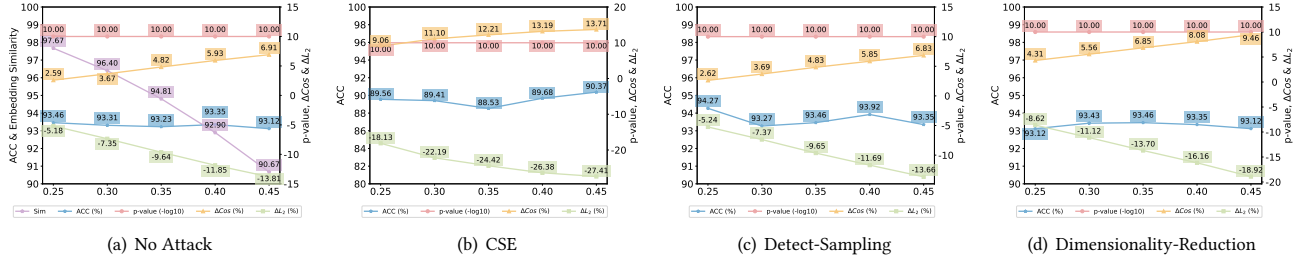 100
99
98
97
96
95
94
93
92
91
90
ACC & Embedding Similarity
10.00 10.00 10.00 10.00 10.00
97.67 96.40 94.81 92.90 90.67
2.59 3.67 4.82 5.93 6.91
93.46 93.31 93.23 93.35 93.12
-5.18 -7.35 -9.64 -11.85 -13.81
15
10
5
0
-5
-10
-15
p-value, ΔCos & ΔL₂
0.25 0.30 0.35 0.40 0.45
Sim ACC (%) p-value (-log10) ΔCos (%) ΔL₂ (%)
(a) No Attack
100
99
98
97
96
95
94
93
92
91
90
ACC
9.06 11.10 12.21 13.19 13.71
10.00 10.00 10.00 10.00 10.00
89.56 89.41 88.53 89.68 90.37
-18.13 -22.19 -24.42 -26.38 -27.41
20
10
0
-10
-20
p-value, ΔCos & ΔL₂
0.25 0.30 0.35 0.40 0.45
ACC (%) p-value (-log10) ΔCos (%) ΔL₂ (%)
(b) CSE
100
99
98
97
96
95
94
93
92
91
90
ACC
10.00 10.00 10.00 10.00 10.00
2.62 3.69 4.83 5.85 6.83
94.27 93.27 93.46 93.92 93.35
-5.24 -7.37 -9.65 -11.69 -13.66
15
10
5
0
-5
-10
-15
p-value, ΔCos & ΔL₂
0.25 0.30 0.35 0.40 0.45
ACC (%) p-value (-log10) ΔCos (%) ΔL₂ (%)
(c) Detect-Sampling
100
99
98
97
96
95
94
93
92
91
90
ACC
10.00 10.00 10.00 10.00 10.00
4.31 5.56 6.85 8.08 9.46
93.12 93.43 93.46 93.35 93.12
-8.62 -11.12 -13.70 -16.16 -18.92
15
10
5
0
-5
-10
-15
-20
p-value, ΔCos & ΔL₂
0.25 0.30 0.35 0.40 0.45
ACC (%) p-value (-log10) ΔCos (%) ΔL₂ (%)
(d) Dimensionality-Reduction